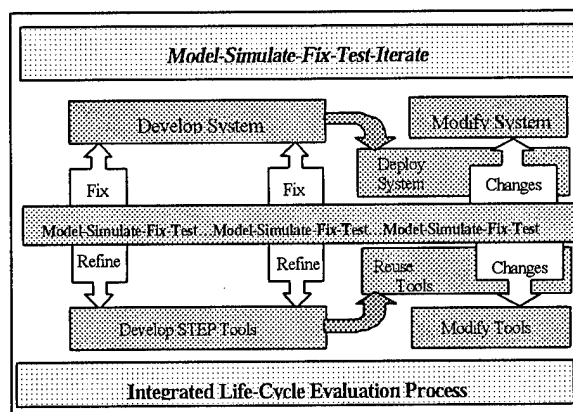 Model-Simulate-Fix-Test-Iterate
Develop System
Modify System
Deploy
System
Fix
Fix
Changes
Model-Simulate-Fix-Test... Model-Simulate-Fix-Test... Model-Simulate-Fix-Test
Refine
Refine
Reuse
Tools
Changes
Develop STEP Tools
Modify Tools
Integrated Life-Cycle Evaluation Process